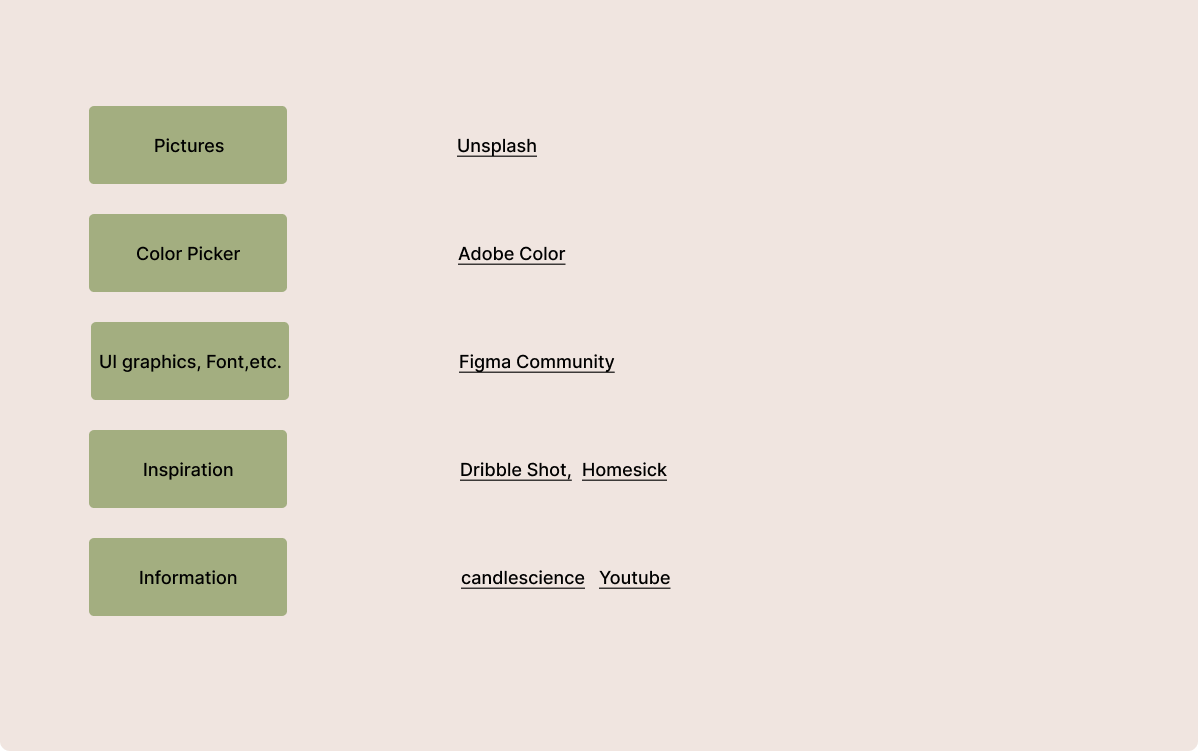 Pictures Unsplash
Color Picker Adobe Color
UI graphics, Font,etc. Figma Community
Inspiration Dribble Shot, Homesick
Information candlescience Youtube